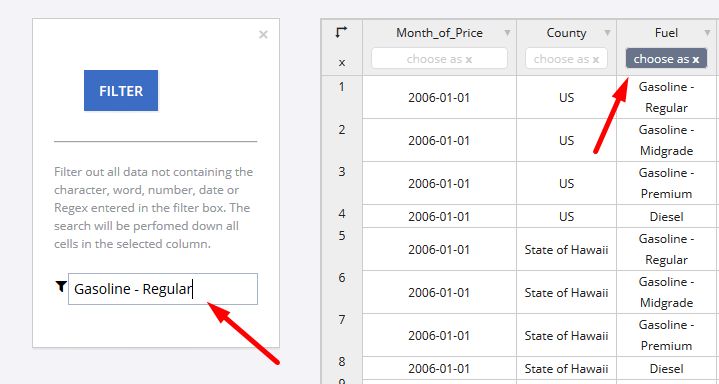 ×
FILTER
Filter out all data not containing the
character, word, number, date or
Regex entered in the filter box. The
search will be perfomed down all
cells in the selected column.
Gasoline - Regular
Month_of_Price County Fuel
x choose as x choose as x choose as x
1 2006-01-01 US Gasoline -
Regular
2 2006-01-01 US Gasoline -
Midgrade
3 2006-01-01 US Gasoline -
Premium
4 2006-01-01 US Diesel
5 2006-01-01 State of Hawaii Gasoline -
Regular
6 2006-01-01 State of Hawaii Gasoline -
Midgrade
7 2006-01-01 State of Hawaii Gasoline -
Premium
8 2006-01-01 State of Hawaii Diesel